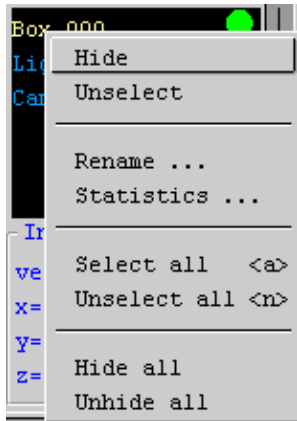 Box 000
Hide
Unselect
Rename ...
Statistics ...
Select all <a>
Unselect all <n>
Hide all
Unhide all
x=
y=
z=